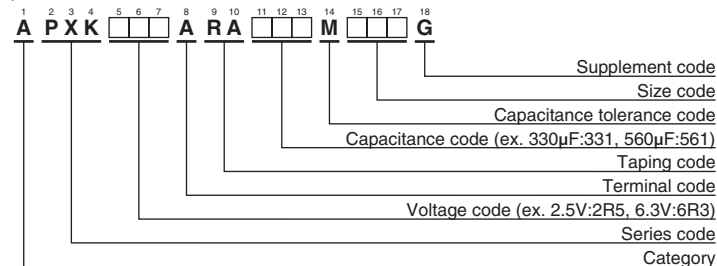 1 2 3 4 5 6 7 8 9 10 11 12 13 14 15 16 17 18
A P X K □□□ A R A □□□ M □□□ G
Supplement code
Size code
Capacitance tolerance code
Capacitance code (ex. 330μF:331, 560μF:561)
Taping code
Terminal code
Voltage code (ex. 2.5V:2R5, 6.3V:6R3)
Series code
Category